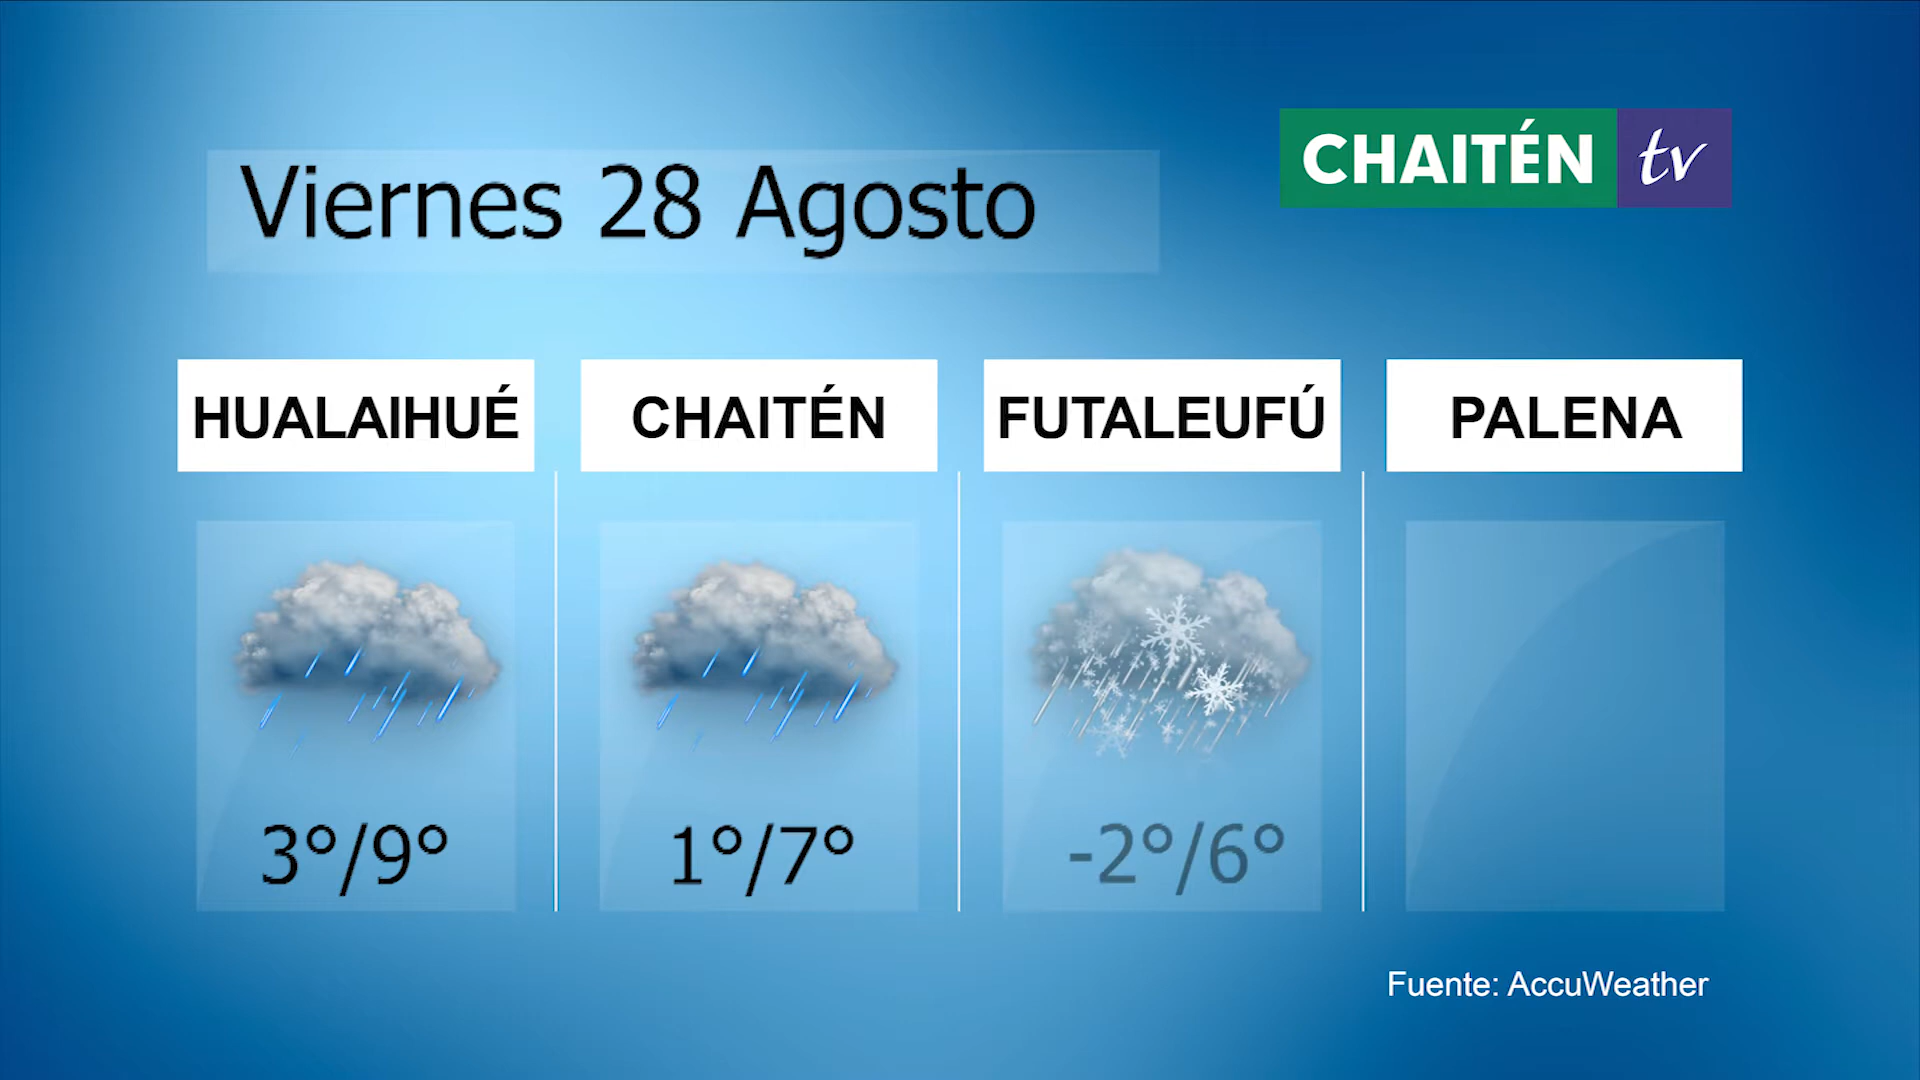 CHAITÉN tv
Viernes 28 Agosto
HUALAIHUÉ
CHAITÉN
FUTALEUFÚ
PALENA
3°/9°
1°/7°
-2°/6°
Fuente: AccuWeather